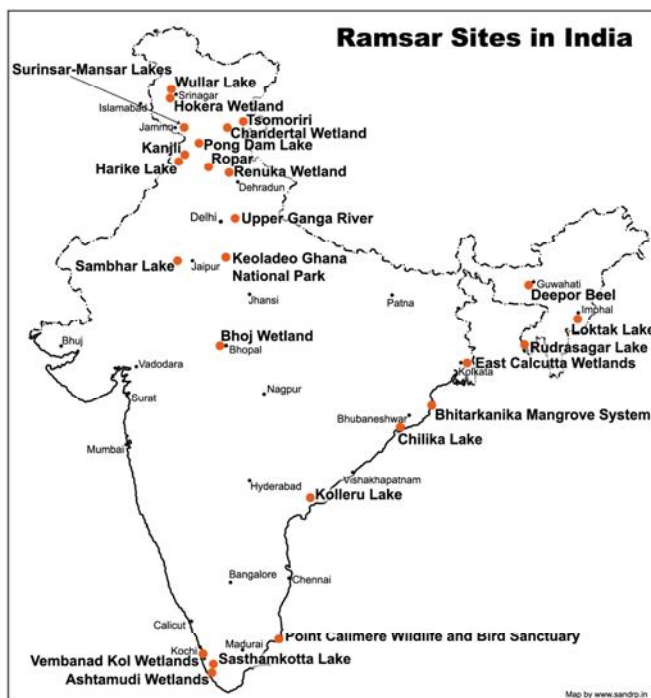 Ramsar Sites in India
Surinsar-Mansar Lakes
Wullar Lake
Srinagar
Islamabad
Hokera Wetland
Tsomoriri
Jammu
Chandertal Wetland
Kanjli
Pong Dam Lake
Harike Lake
Ropar
Renuka Wetland
Dehradun
Delhi
Upper Ganga River
Sambhar Lake
Jaipur
Keoladeo Ghana
National Park
Guwahati
Deepor Beel
Jhansi
Patna
Imphal
Loktak Lake
Bhuj
Bhoj Wetland
Bhopal
Rudrasagar Lake
Vadodara
East Calcutta Wetlands
Kolkata
Surat
Nagpur
Bhubaneshwar
Bhitarkanika Mangrove System
Chilika Lake
Mumbai
Vishakhapatnam
Hyderabad
Kolleru Lake
Bangalore
Chennai
Calicut
Point Calimere Wildlife and Bird Sanctuary
Kochi
Madurai
Vembanad Kol Wetlands
Sasthamkotta Lake
Ashtamudi Wetlands
Map by www.sandrp.in